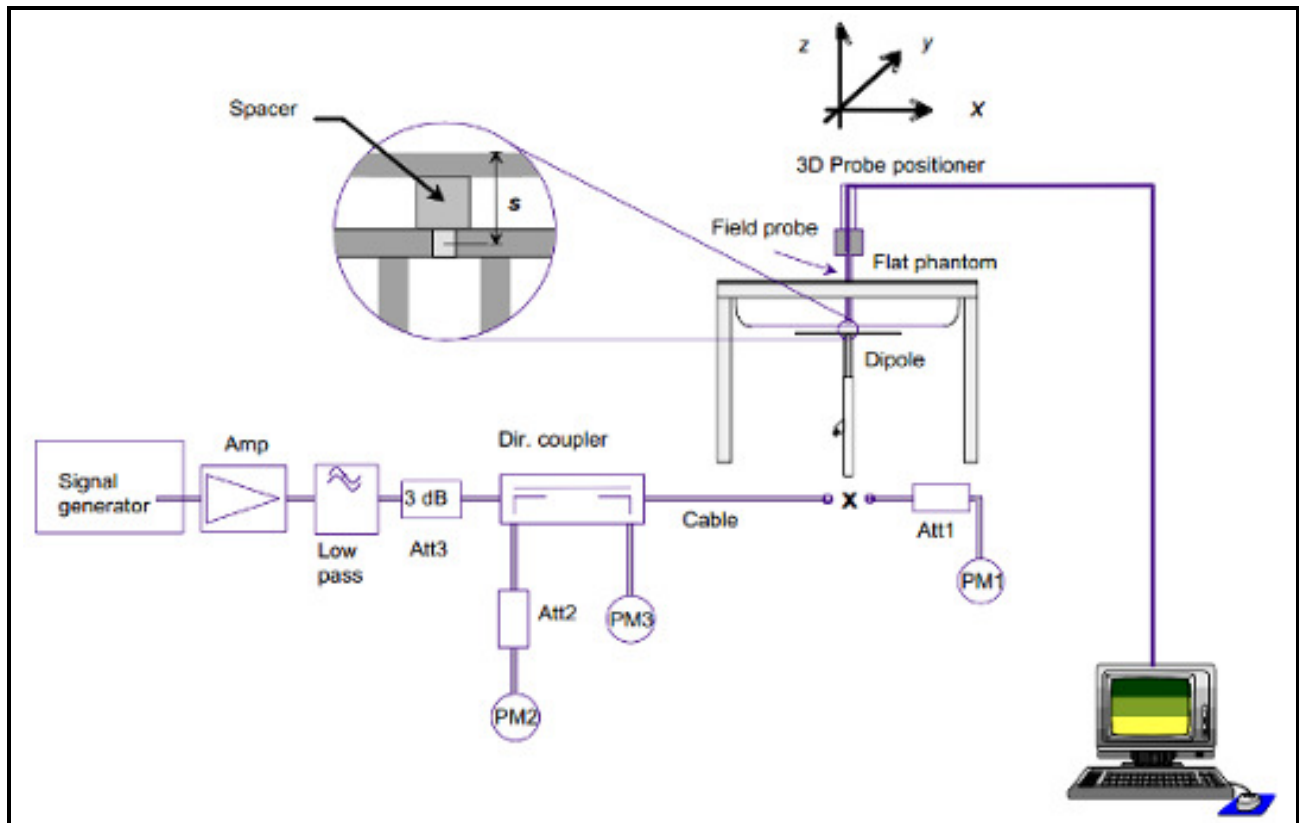 z
y
x
Spacer
s
3D Probe positioner
Field probe
Flat phantom
Dipole
Dir. coupler
Amp
Signal
generator
3 dB
Cable
x
Att1
Low
pass
Att3
PM1
Att2
PM3
PM2